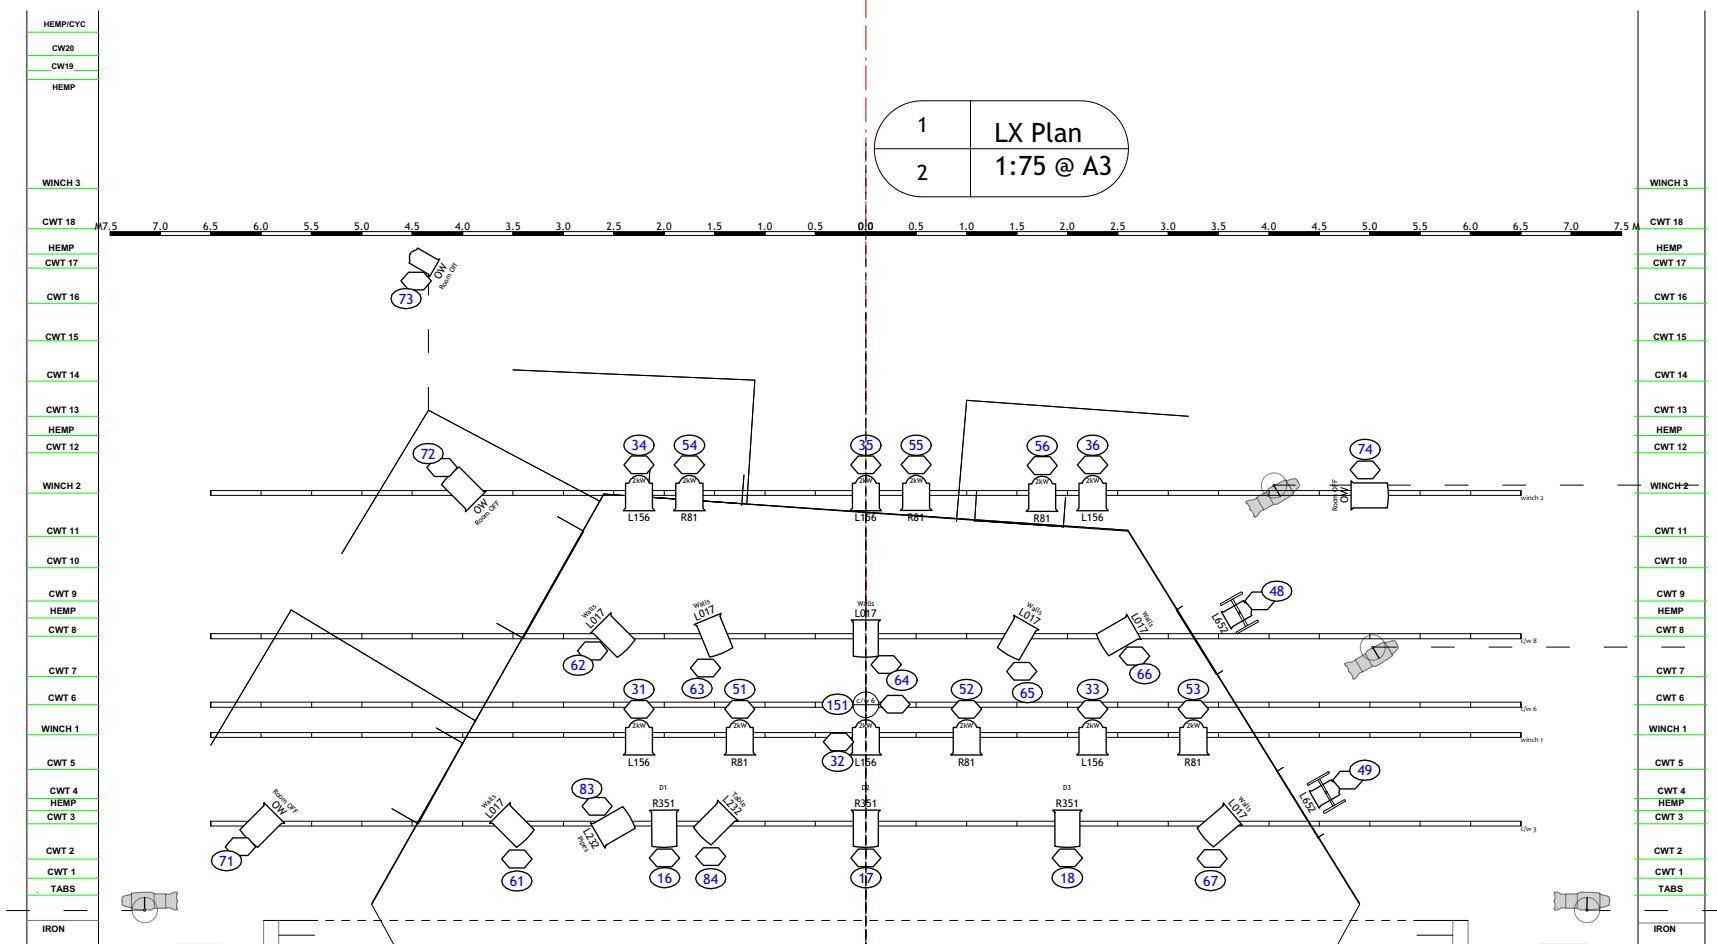 HEMP/CYC
CW20
CW19
HEMP
1 LX Plan
2 1:75 @ A3
WINCH 3 WINCH 3
CWT 18 CWT 18
M7.5 7.0 6.5 6.0 5.5 5.0 4.5 4.0 3.5 3.0 2.5 2.0 1.5 1.0 0.5 0.0 0.5 1.0 1.5 2.0 2.5 3.0 3.5 4.0 4.5 5.0 5.5 6.0 6.5 7.0 7.5 M
HEMP HEMP
CWT 17 CWT 17
OW
Room Off
73
CWT 16 CWT 16
CWT 15 CWT 15
CWT 14 CWT 14
CWT 13 CWT 13
HEMP HEMP
CWT 12 CWT 12
72 34 54 35 55 56 36 74
2kW 2kW 2kW 2kW 2kW 2kW
WINCH 2 WINCH 2
OW
Room OFF
Room OFF
OW
winch 2
L156 R81 L156 R81 R81 L156
CWT 11 CWT 11
CWT 10 CWT 10
CWT 9 CWT 9
48
L652
HEMP HEMP
Walls Walls Walls Walls Walls
L017 L017 L017 L017 L017
CWT 8 CWT 8
c/w 8
62 63 64 65 66
CWT 7 CWT 7
31 51 52 33 53
CWT 6 CWT 6
151 c/w 6
c/w 6
WINCH 1 WINCH 1
2kW 2kW 2kW 2kW 2kW 2kW
winch 1
32
L156 R81 L156 R81 L156 R81
CWT 5 CWT 5
49
L652
CWT 4 CWT 4
83 D1 D2 D3
HEMP HEMP
Room OFF
OW
Walls
L017
R351
Table
L232
R351 R351
Walls
L017
CWT 3 CWT 3
c/w 3
L232
Pipes
CWT 2 CWT 2
71 61 16 84 17 18 67
CWT 1 CWT 1
TABS TABS
IRON IRON